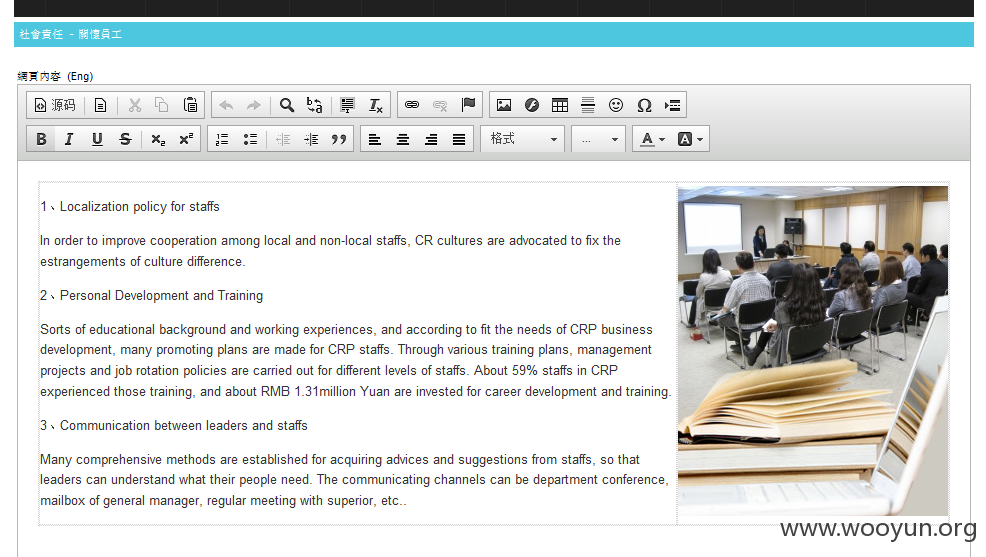 社會責任 - 關懷員工
網頁内容 (Eng)
源码
B I U S x₂ x² 格式 ... A A
1、Localization policy for staffs
In order to improve cooperation among local and non-local staffs, CR cultures are advocated to fix the
estrangements of culture difference.
2、Personal Development and Training
Sorts of educational background and working experiences, and according to fit the needs of CRP business
development, many promoting plans are made for CRP staffs. Through various training plans, management
projects and job rotation policies are carried out for different levels of staffs. About 59% staffs in CRP
experienced those training, and about RMB 1.31million Yuan are invested for career development and training.
3、Communication between leaders and staffs
Many comprehensive methods are established for acquiring advices and suggestions from staffs, so that
leaders can understand what their people need. The communicating channels can be department conference,
mailbox of general manager, regular meeting with superior, etc..
www.wooyun.org